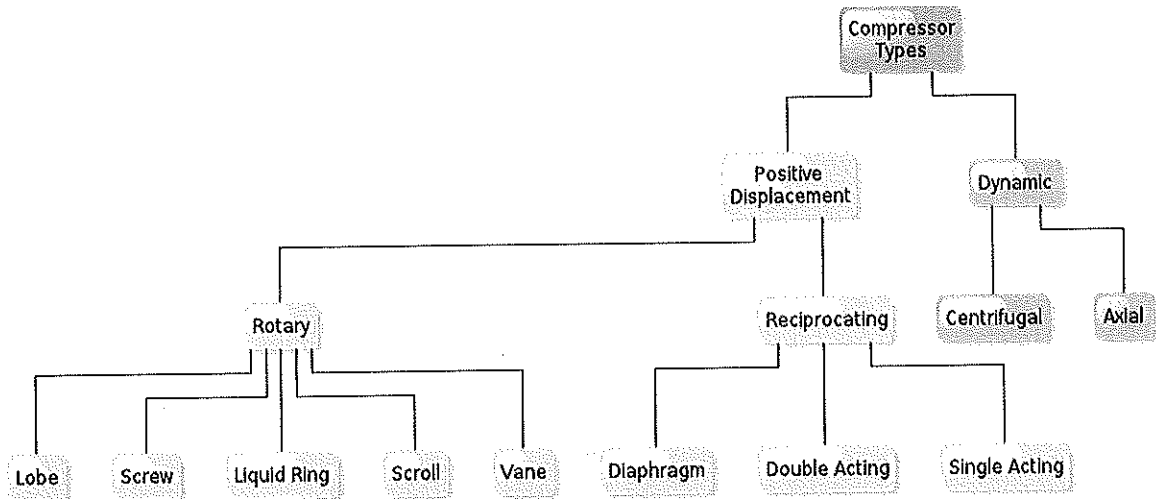 Compressor
Types
Positive
Displacement
Dynamic
Rotary
Reciprocating
Centrifugal
Axial
Lobe
Screw
Liquid Ring
Scroll
Vane
Diaphragm
Double Acting
Single Acting